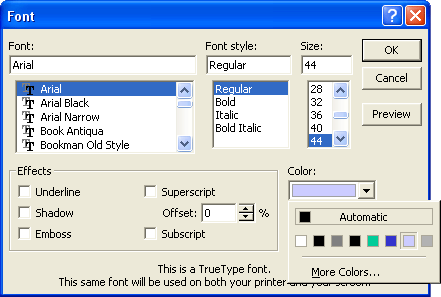 Font
Font: Font style: Size:
Arial Regular 44 OK
Arial Regular 28 Cancel
Arial Black Bold 32
Arial Narrow Italic 36 Preview
Book Antiqua Bold Italic 40
Bookman Old Style 44
Effects Color:
Underline Superscript
Shadow Offset: 0 % Automatic
Emboss Subscript
More Colors...
This is a TrueType font.
This same font will be used on both your printer and your screen.